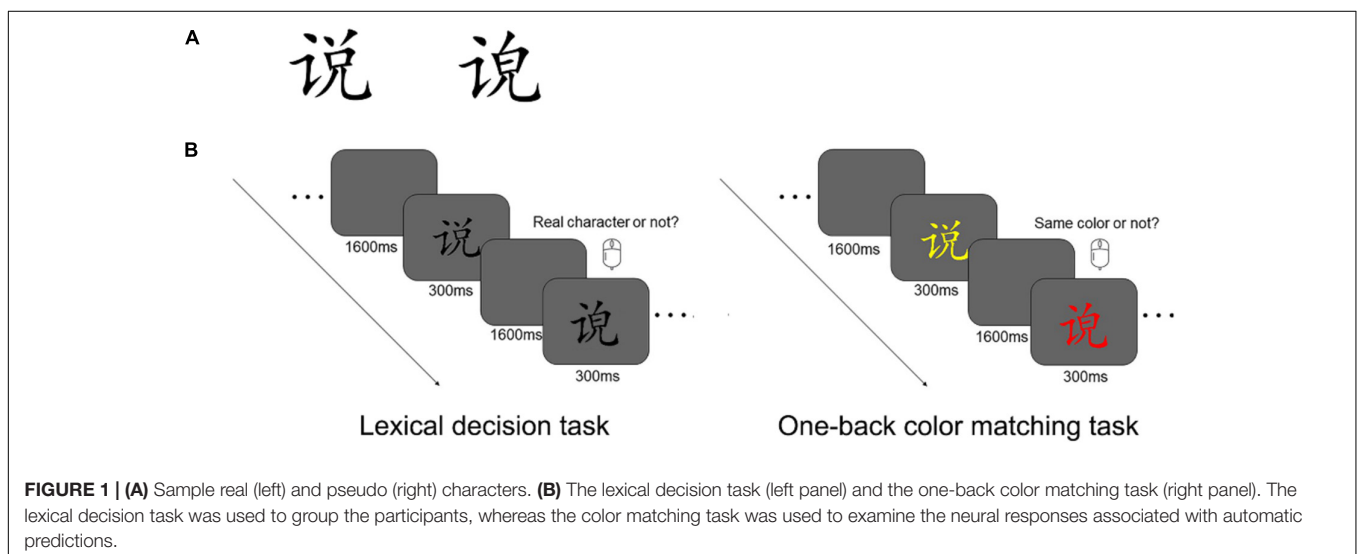 A
说
B
Real character or not?
1600ms
说
300ms
1600ms
300ms
Lexical decision task
Same color or not?
1600ms
说
300ms
1600ms
300ms
One-back color matching task
FIGURE 1 | (A) Sample real (left) and pseudo (right) characters. (B) The lexical decision task (left panel) and the one-back color matching task (right panel). The
lexical decision task was used to group the participants, whereas the color matching task was used to examine the neural responses associated with automatic
predictions.